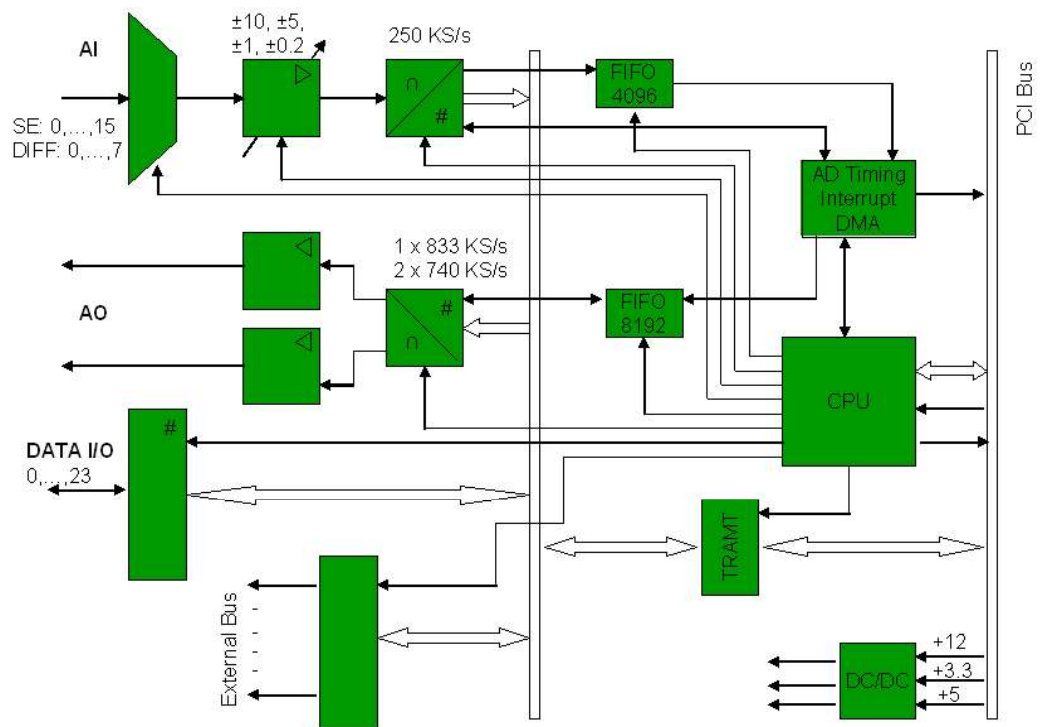 AI
±10, ±5,
±1, ±0.2
250 KS/s
FIFO
4096
PCI Bus
∩
#
SE: 0,...,15
DIFF: 0,...,7
AD Timing
Interrupt
DMA
1 x 833 KS/s
2 x 740 KS/s
AO
#
∩
FIFO
8192
CPU
#
DATA I/O
0,...,23
TRAMT
External Bus
DC/DC
+12
+3.3
+5